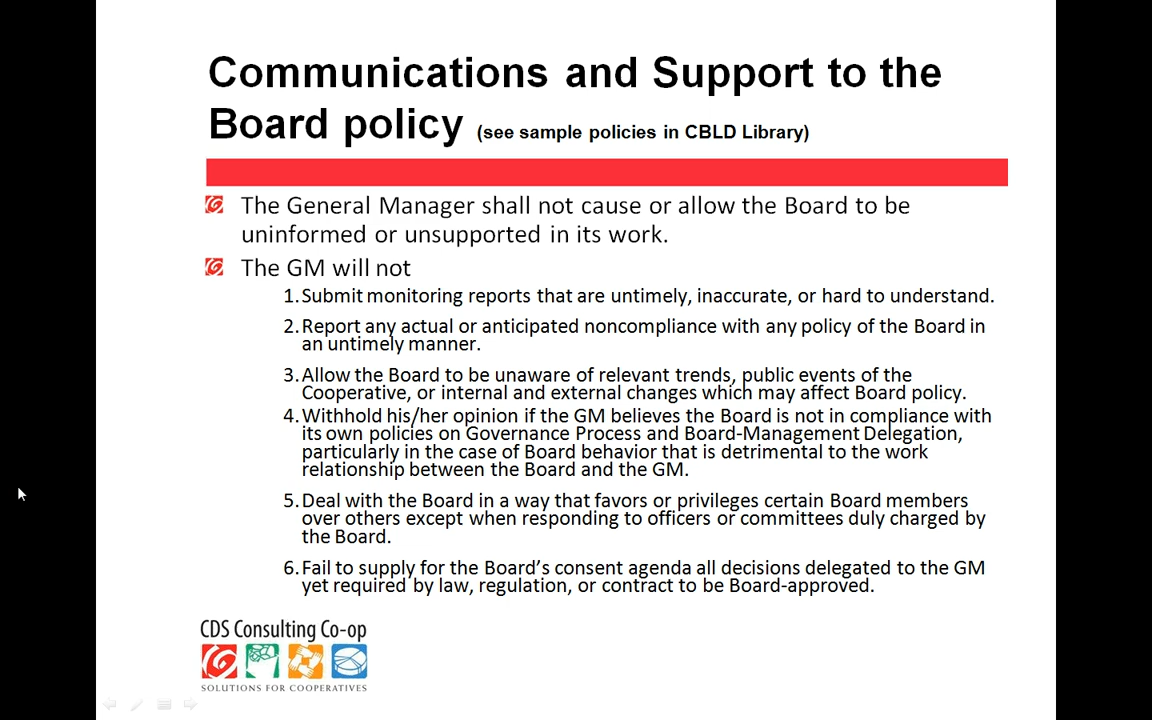 Communications and Support to the
Board policy (see sample policies in CBLD Library)
The General Manager shall not cause or allow the Board to be
uninformed or unsupported in its work.
The GM will not
1. Submit monitoring reports that are untimely, inaccurate, or hard to understand.
2. Report any actual or anticipated noncompliance with any policy of the Board in
an untimely manner.
3. Allow the Board to be unaware of relevant trends, public events of the
Cooperative, or internal and external changes which may affect Board policy.
4. Withhold his/her opinion if the GM believes the Board is not in compliance with
its own policies on Governance Process and Board-Management Delegation,
particularly in the case of Board behavior that is detrimental to the work
relationship between the Board and the GM.
5. Deal with the Board in a way that favors or privileges certain Board members
over others except when responding to officers or committees duly charged by
the Board.
6. Fail to supply for the Board’s consent agenda all decisions delegated to the GM
yet required by law, regulation, or contract to be Board-approved.
CDS Consulting Co-op
SOLUTIONS FOR COOPERATIVES